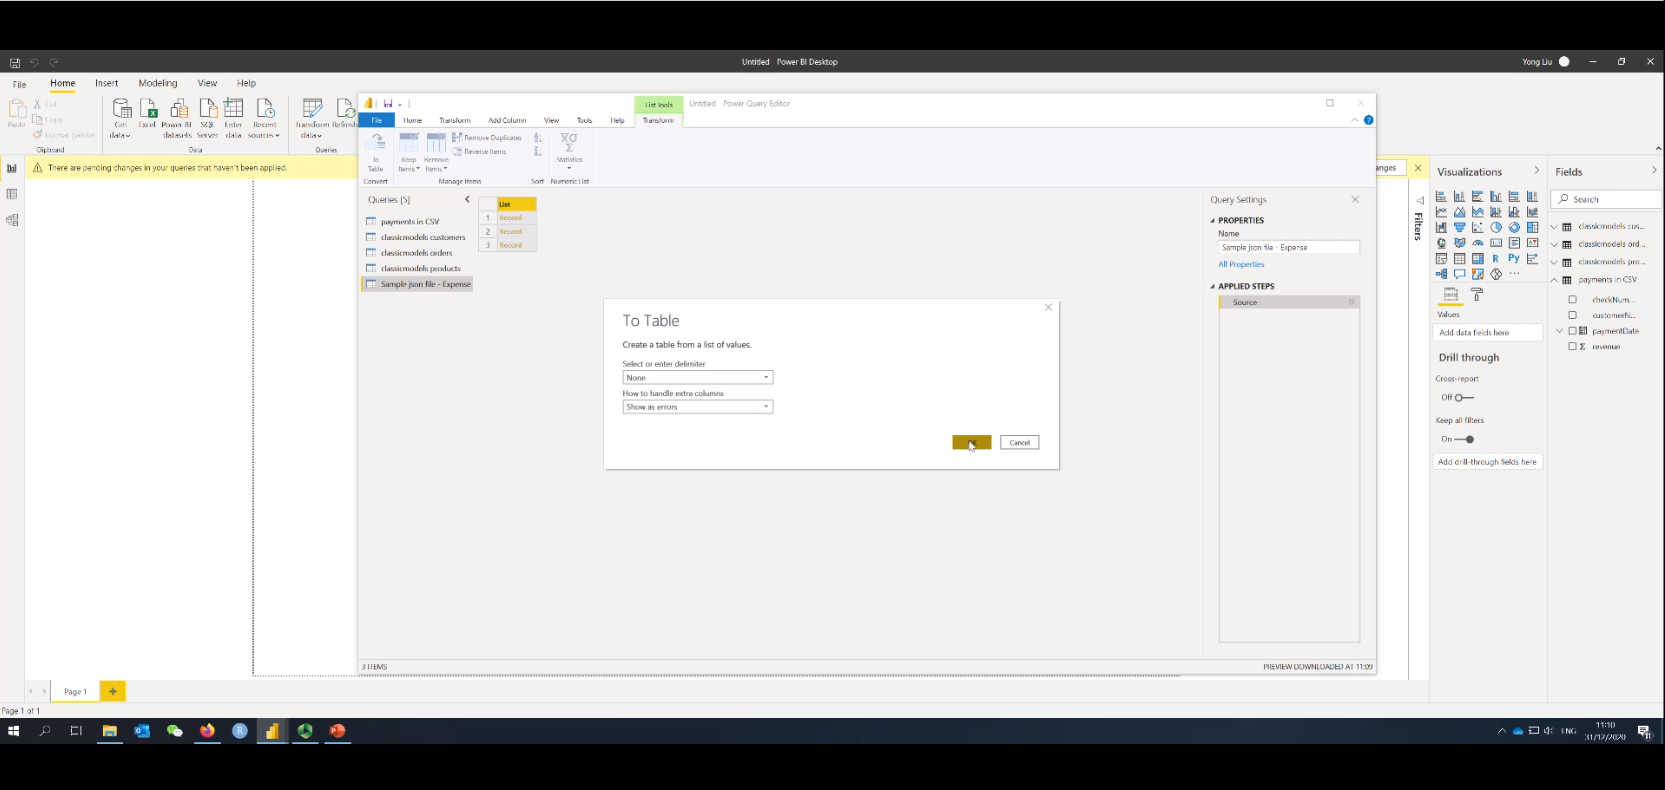 Untitled Power BI Desktop
Yong Liu
File Home Insert Modeling View Help
Paste
Cut
Copy
Format painter
Clipboard
Get data
Excel
Power BI datasets
SQL Server
Enter data
Recent sources
Data
Transform data
Refresh
Queries
There are pending changes in your queries that haven't been applied.
anges
List Tools
Untitled Power Query Editor
File Home Transform Add Column View Tools Help Transform
To Table
Convert
Keep Items
Remove Items
Remove Duplicates
Reverse Items
Manage Items
Sort
Statistics
Numeric List
Queries [5]
payments in CSV
classicmodels customers
classicmodels orders
classicmodels products
Sample json file - Expense
List
1 Record
2 Record
3 Record
To Table
Create a table from a list of values.
Select or enter delimiter
None
How to handle extra columns
Show as errors
Cancel
Query Settings
PROPERTIES
Name
Sample json file - Expense
All Properties
APPLIED STEPS
Source
3 ITEMS
PREVIEW DOWNLOADED AT 11:09
Filters
Visualizations
R Py
Values
Add data fields here
Drill through
Cross-report
Off
Keep all filters
On
Add drill-through fields here
Fields
Search
classicmodels cus...
classicmodels ord...
classicmodels pro...
payments in CSV
checkNum...
customerN...
paymentDate
Σ revenue
Page 1
Page 1 of 1
ENG
11:10
31/12/2020